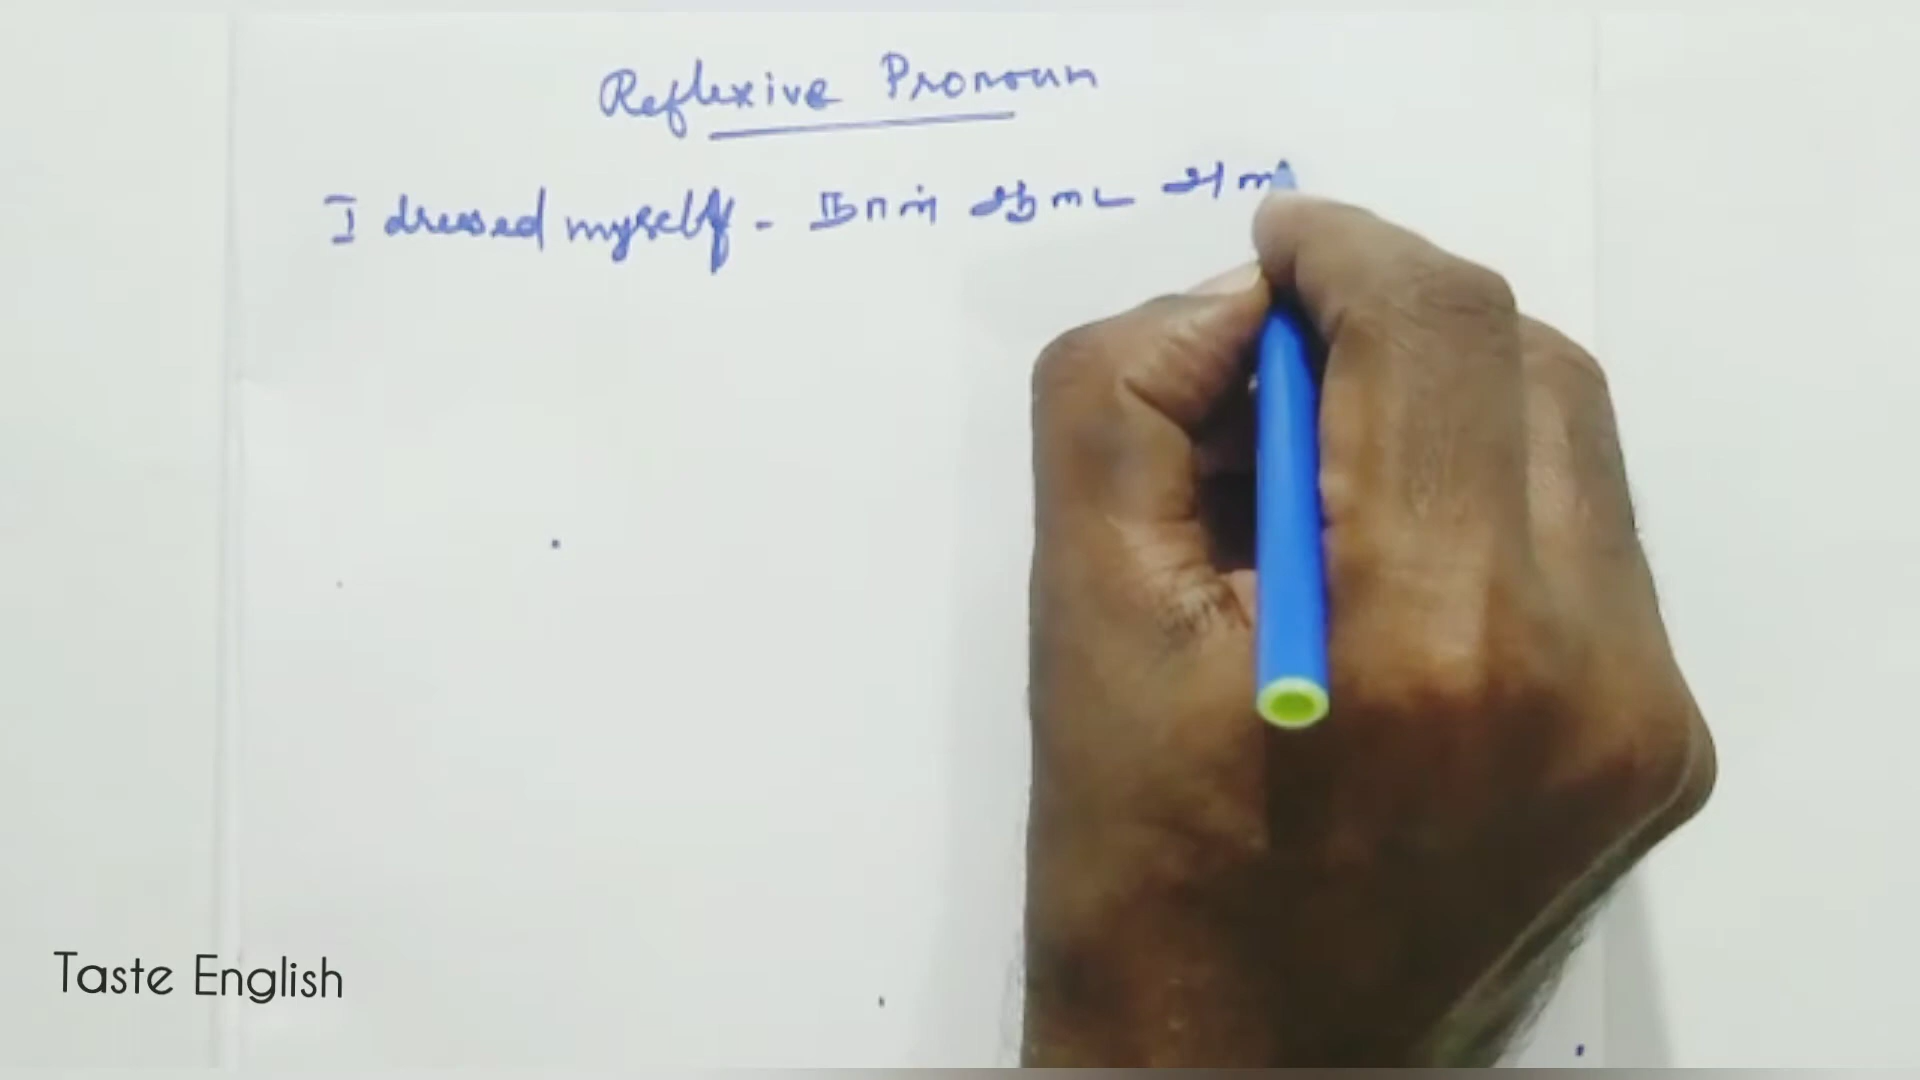 Reflexive Pronoun
I dressed myself - நான் ஆடை
Taste English